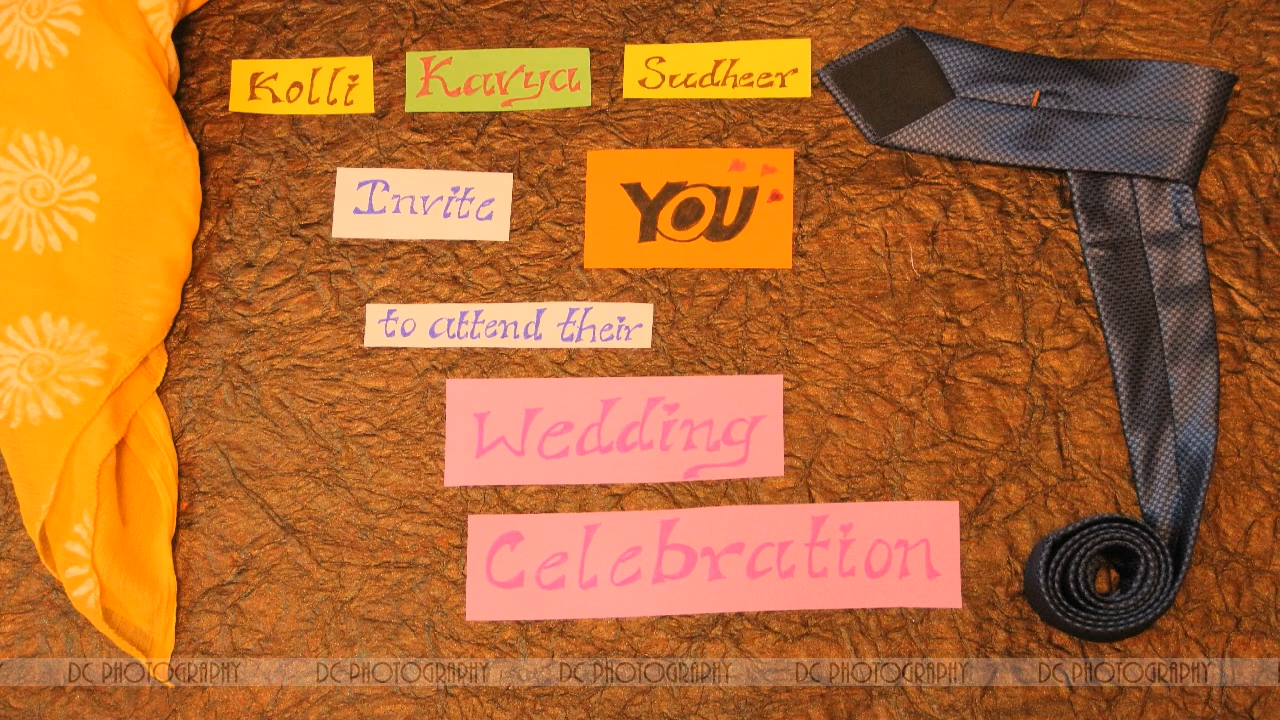 Kolli Kavya Sudheer
Invite YOU
to attend their
Wedding
Celebration
DC PHOTOGRAPHY DC PHOTOGRAPHY DC PHOTOGRAPHY DC PHOTOGRAPHY DC PHOTOGRAPHY